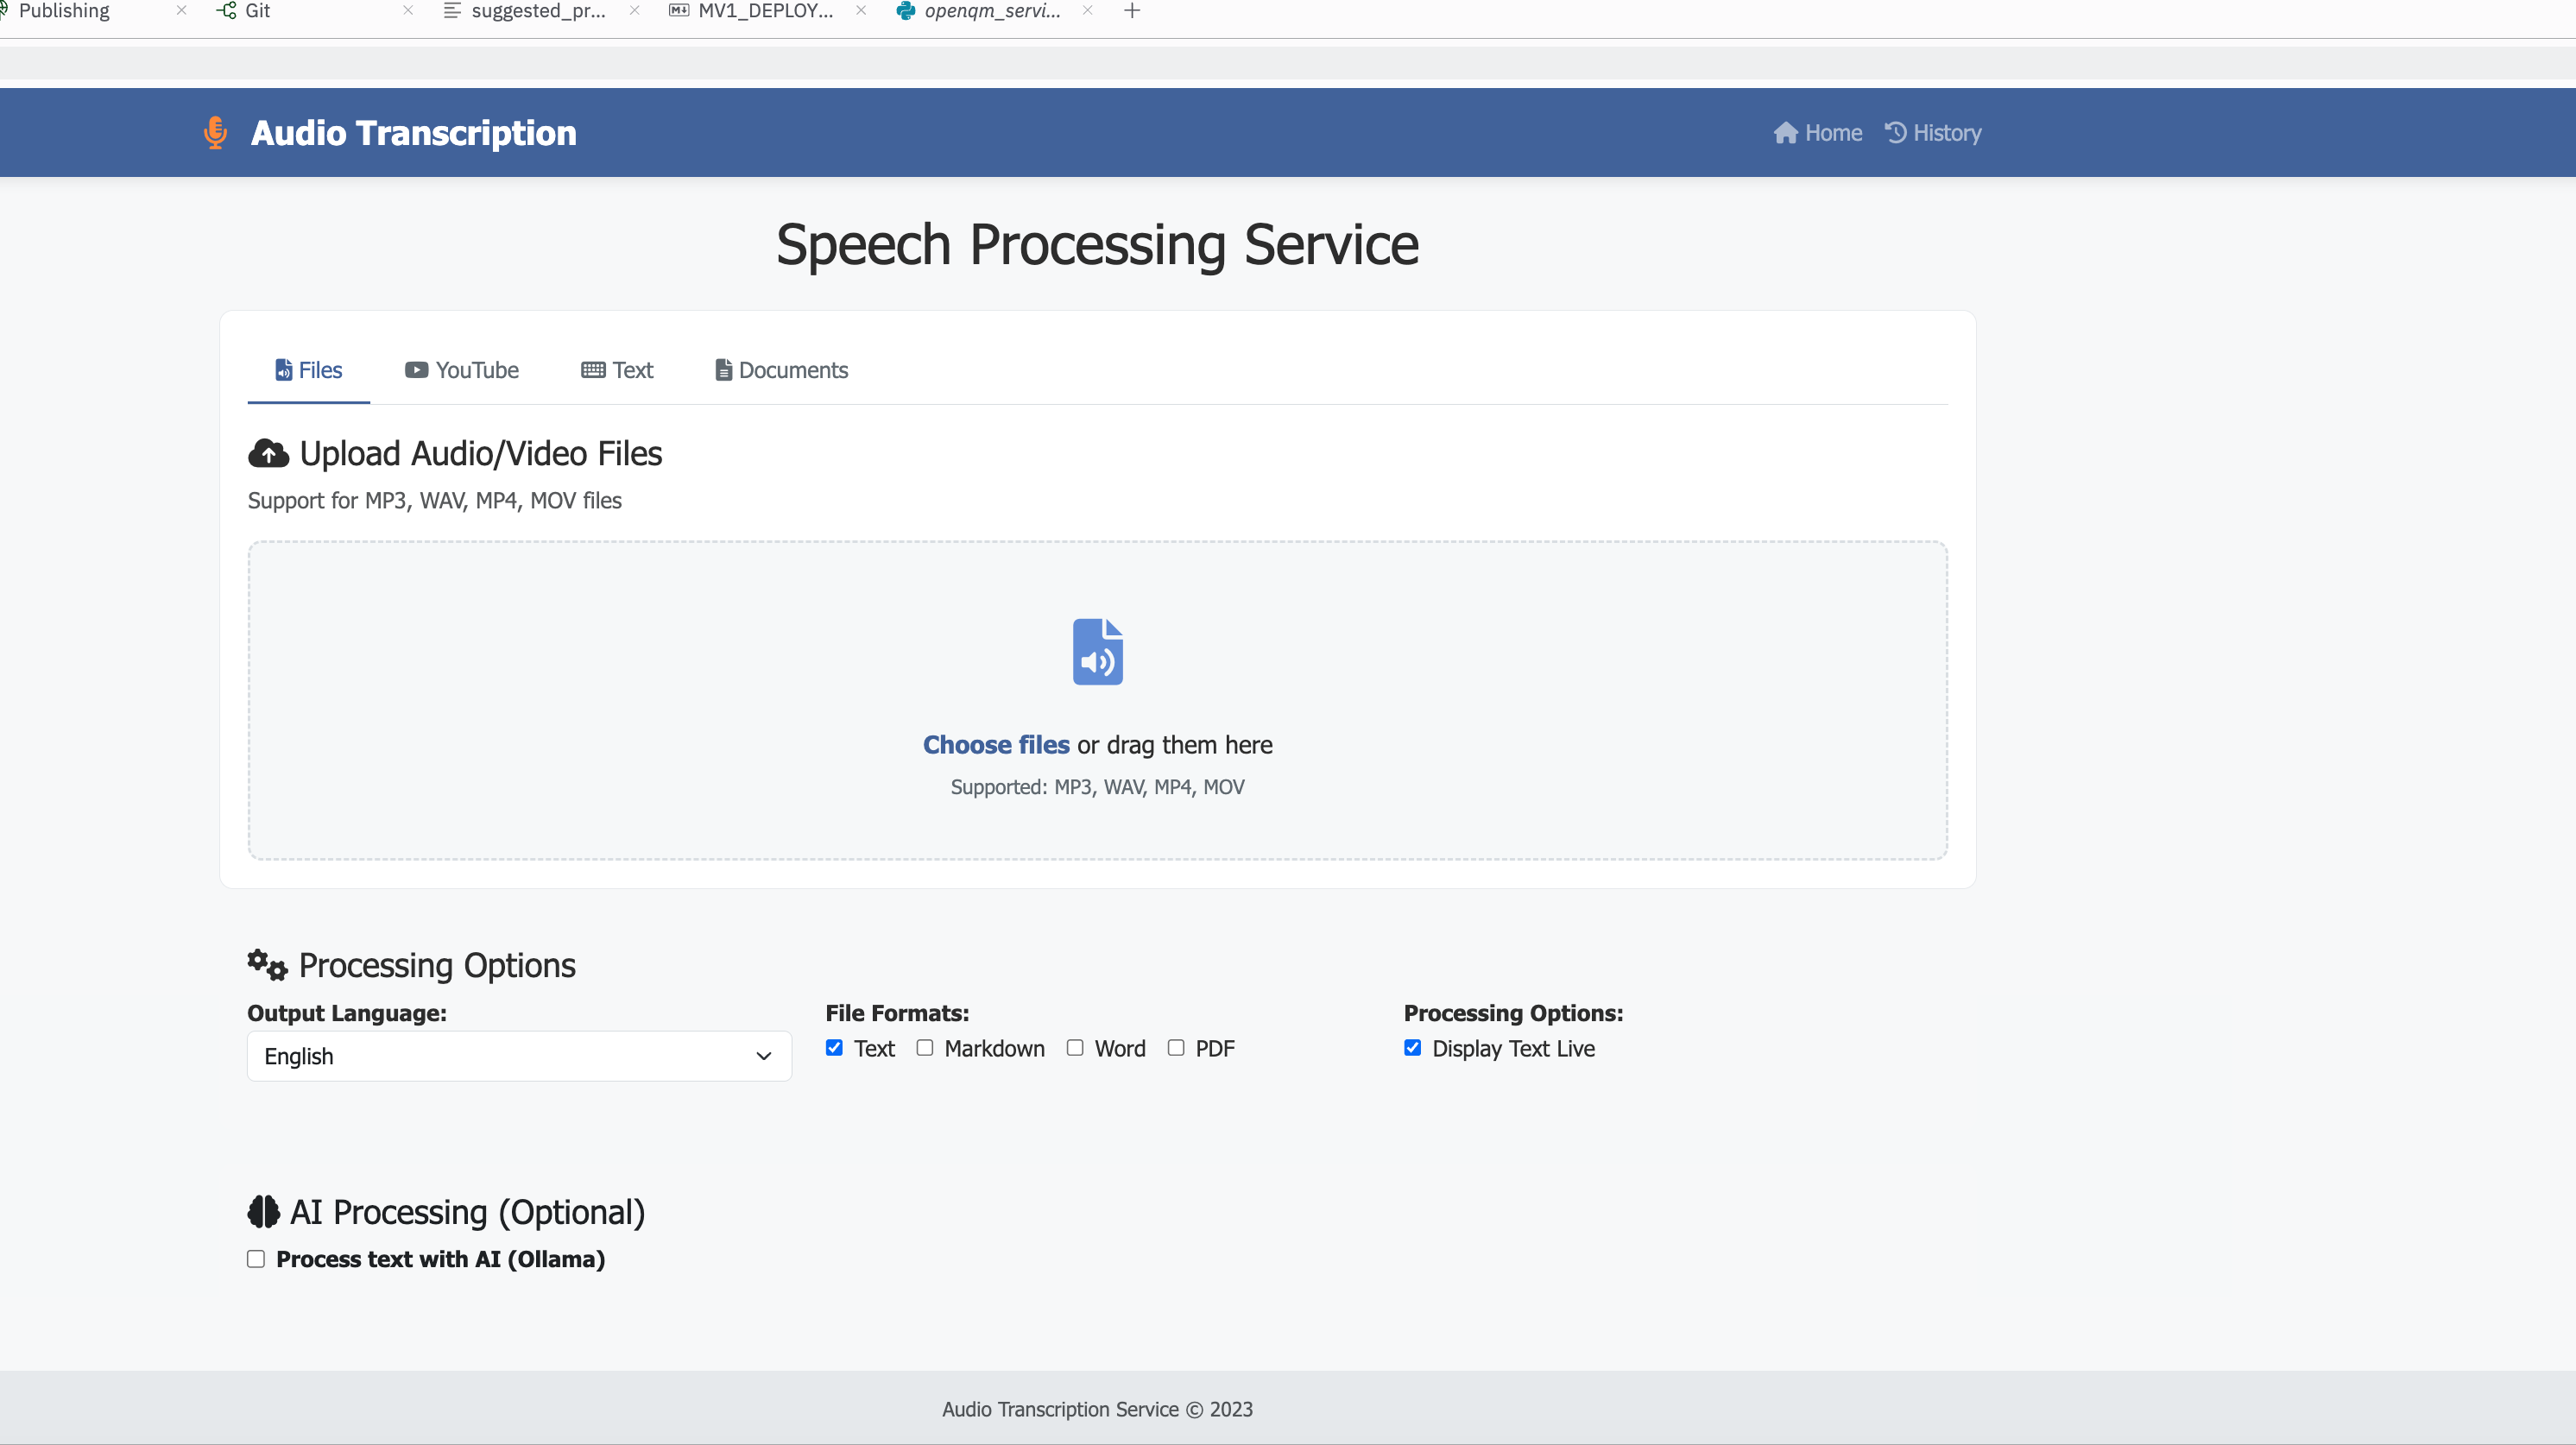 Publishing Git suggested_pr... MV1_DEPLOY... openqm_servi...
Audio Transcription Home History
Speech Processing Service
Files YouTube Text Documents
Upload Audio/Video Files
Support for MP3, WAV, MP4, MOV files
Choose files or drag them here
Supported: MP3, WAV, MP4, MOV
Processing Options
Output Language: File Formats: Processing Options:
English Text Markdown Word PDF Display Text Live
AI Processing (Optional)
Process text with AI (Ollama)
Audio Transcription Service © 2023